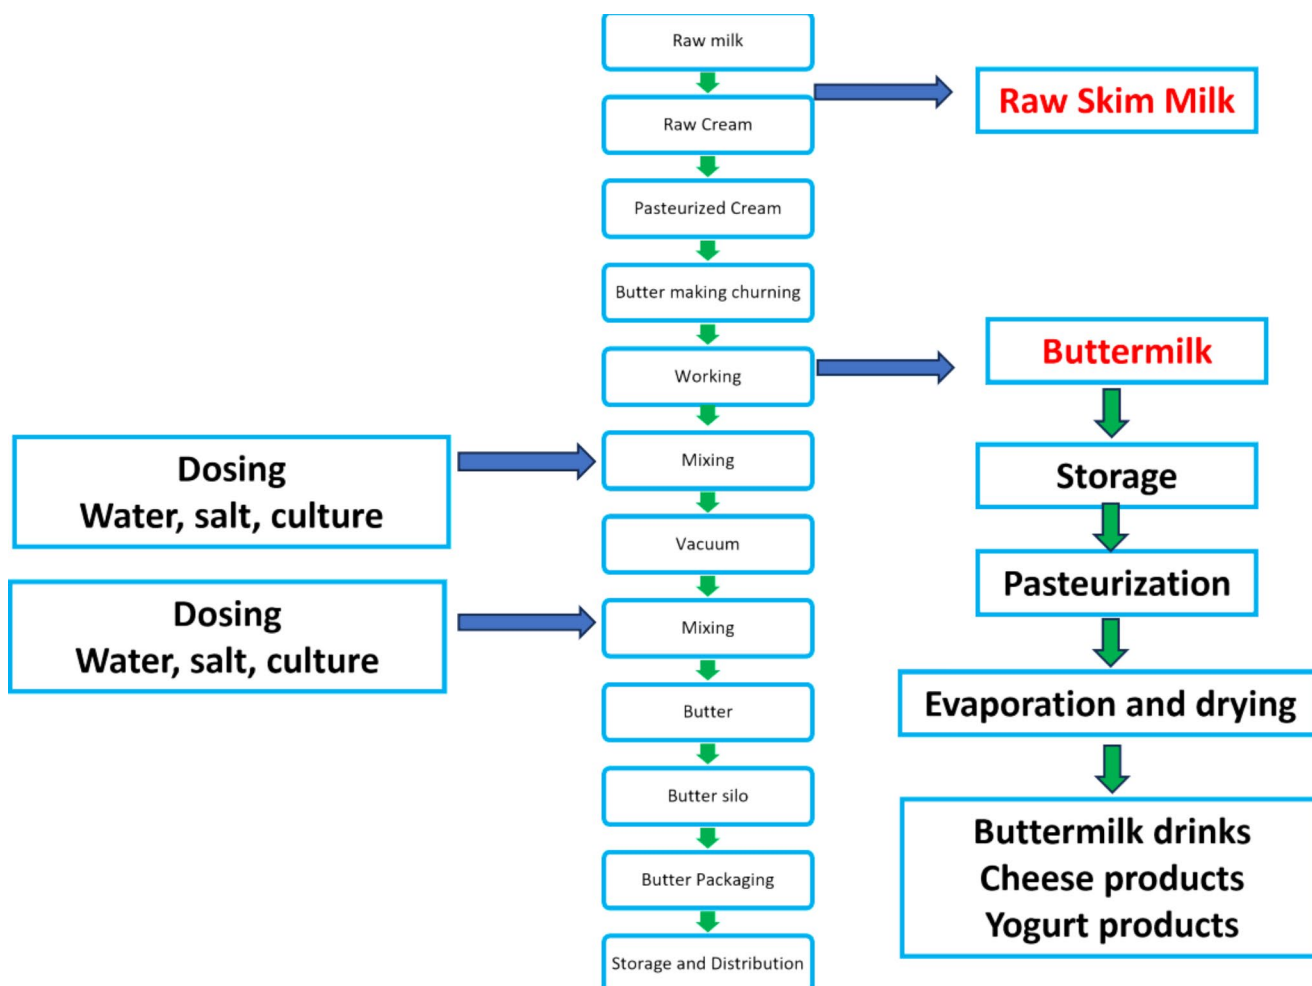 Raw milk
Raw Skim Milk
Raw Cream
Pasteurized Cream
Butter making churning
Buttermilk
Working
Dosing
Water, salt, culture
Mixing
Storage
Vacuum
Pasteurization
Dosing
Water, salt, culture
Mixing
Evaporation and drying
Butter
Butter silo
Buttermilk drinks
Cheese products
Yogurt products
Butter Packaging
Storage and Distribution